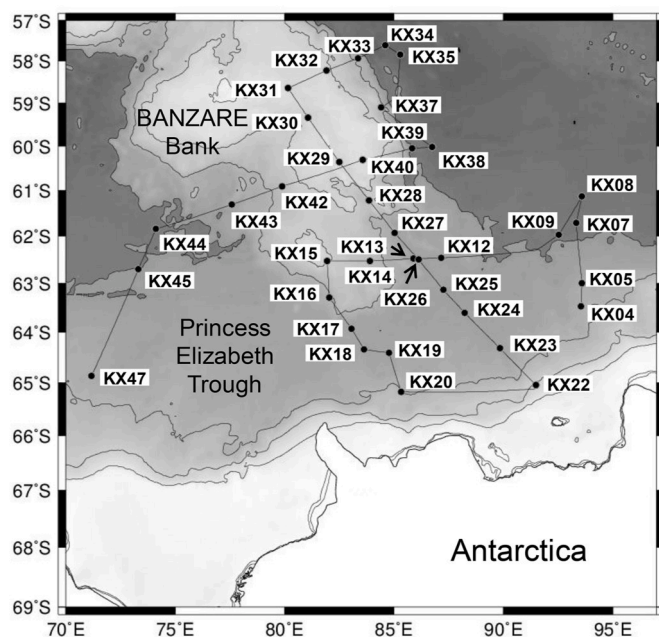 57°S
KX34
KX33
58°S
KX32
KX35
KX31
59°S
KX37
BANZARE
Bank
KX30
KX39
60°S
KX29
KX38
KX40
61°S
KX42
KX28
KX08
KX43
KX27
KX09
KX07
62°S
KX44
KX15
KX13
KX12
KX45
KX14
63°S
KX16
KX26
KX25
KX05
KX24
KX04
Princess
Elizabeth
Trough
KX17
64°S
KX18
KX19
KX23
65°S
KX47
KX20
KX22
66°S
67°S
68°S
Antarctica
69°S
70°E
75°E
80°E
85°E
90°E
95°E